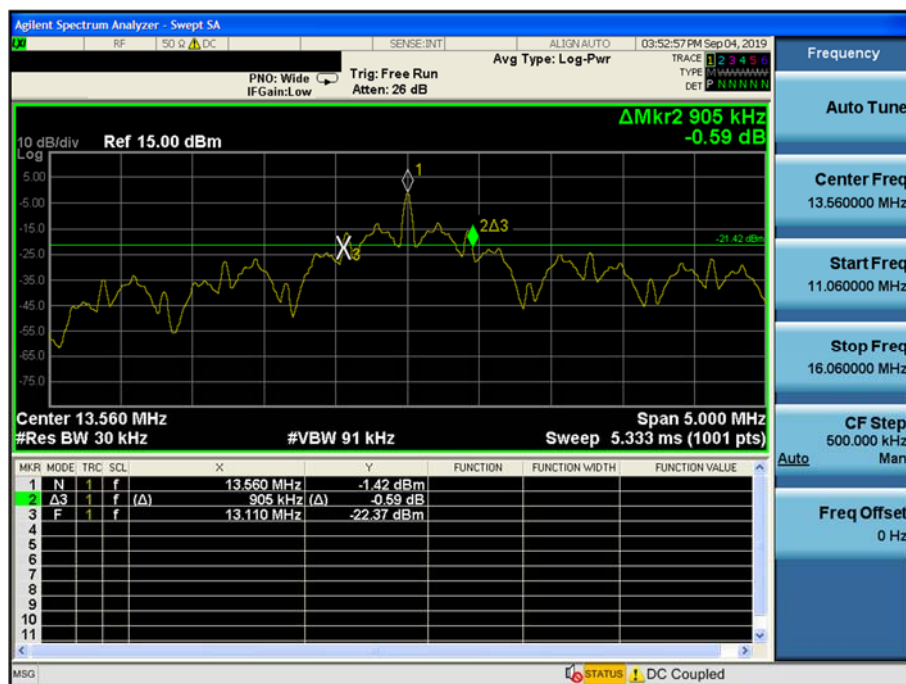 Agilent Spectrum Analyzer - Swept SA
LXI RF 50 Ω DC SENSE:INT ALIGN AUTO 03:52:57 PM Sep 04, 2019
Avg Type: Log-Pwr
TRACE 1 2 3 4 5 6
PNO: Wide Trig: Free Run
TYPE M W W W W W
IFGain:Low Atten: 26 dB
DET P N N N N N
ΔMkr2 905 kHz
-0.59 dB
10 dB/div Ref 15.00 dBm
Log
5.00
1
-5.00
-15.0
2Δ3
-21.42 dBm
-25.0
3
-35.0
-45.0
-55.0
-65.0
-75.0
Center 13.560 MHz Span 5.000 MHz
#Res BW 30 kHz #VBW 91 kHz Sweep 5.333 ms (1001 pts)
MKR MODE TRC SCL X Y FUNCTION FUNCTION WIDTH FUNCTION VALUE
1 N 1 f 13.560 MHz -1.42 dBm
2 Δ3 1 f (Δ) 905 kHz (Δ) -0.59 dB
3 F 1 f 13.110 MHz -22.37 dBm
4
5
6
7
8
9
10
11
MSG STATUS DC Coupled
Frequency
Auto Tune
Center Freq
13.560000 MHz
Start Freq
11.060000 MHz
Stop Freq
16.060000 MHz
CF Step
500.000 kHz
Auto Man
Freq Offset
0 Hz